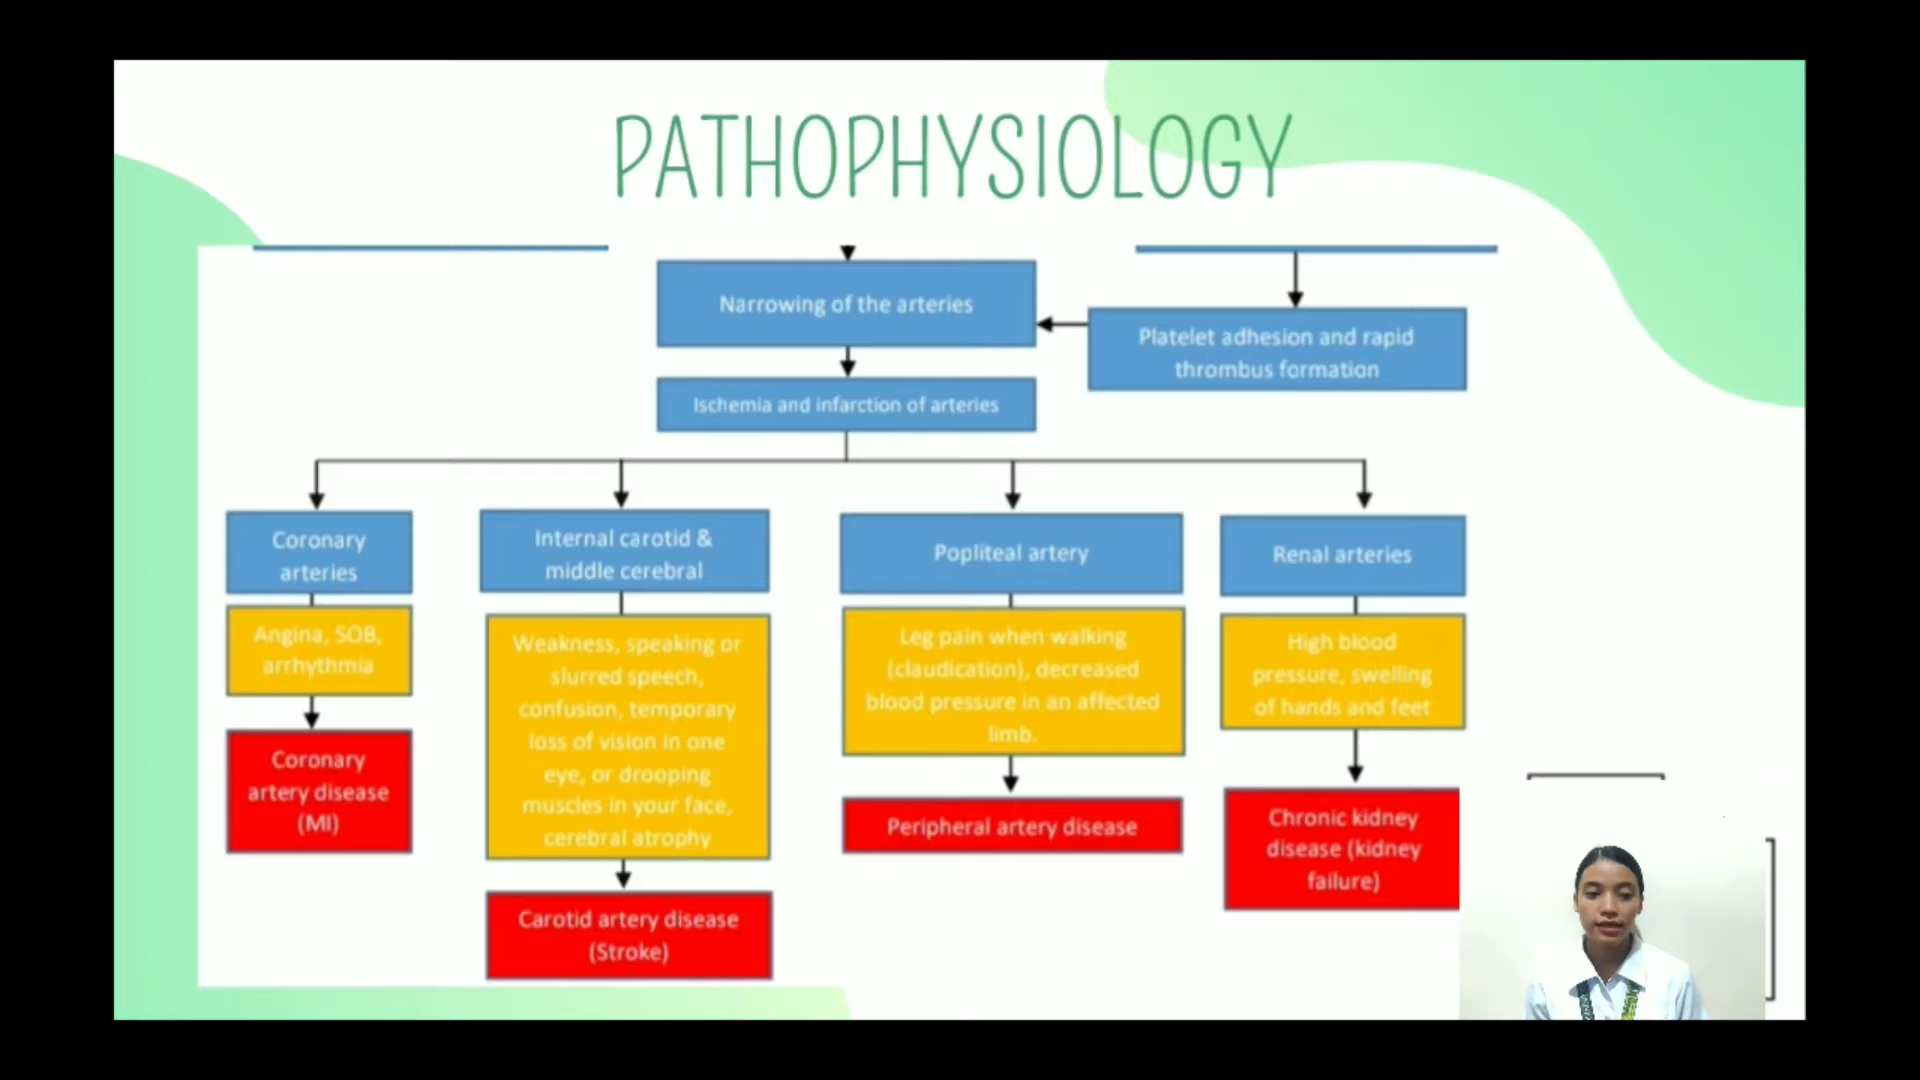 PATHOPHYSIOLOGY
Narrowing of the arteries
Platelet adhesion and rapid
thrombus formation
Ischemia and infarction of arteries
Coronary
arteries
Internal carotid &
middle cerebral
Popliteal artery
Renal arteries
Angina, SOB,
arrhythmia
Weakness, speaking or
slurred speech,
confusion, temporary
loss of vision in one
eye, or drooping
muscles in your face,
cerebral atrophy
Leg pain when walking
(claudication), decreased
blood pressure in an affected
limb.
High blood
pressure, swelling
of hands and feet
Coronary
artery disease
(MI)
Carotid artery disease
(Stroke)
Peripheral artery disease
Chronic kidney
disease (kidney
failure)